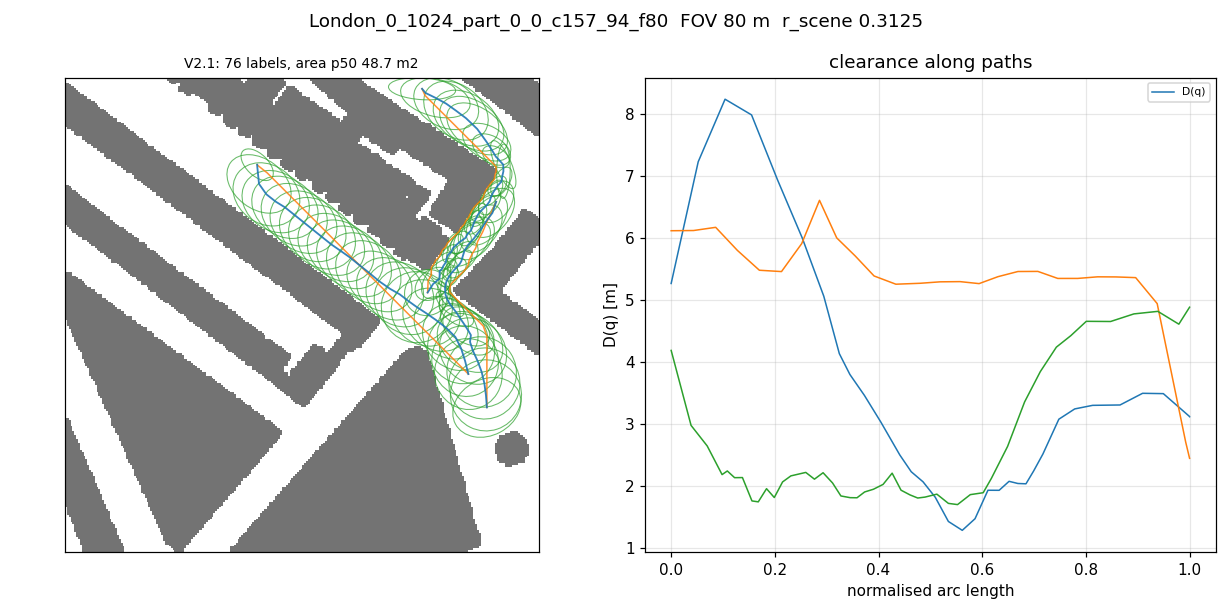 London_0_1024_part_0_0_c157_94_f80  FOV 80 m  r_scene 0.3125
V2.1: 76 labels, area p50 48.7 m2
clearance along paths
D(q)
8
7
6
5
4
3
2
1
D(q) [m]
0.0
0.2
0.4
0.6
0.8
1.0
normalised arc length